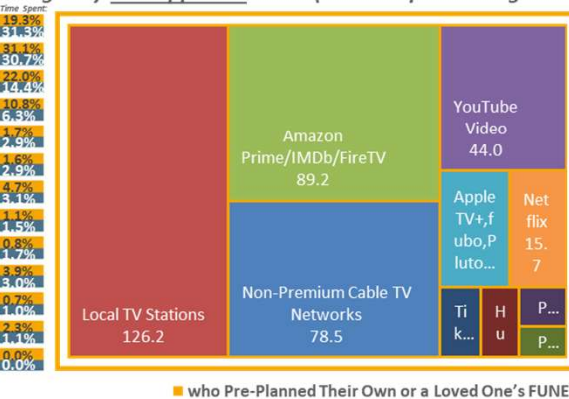 Time Spent:
19.3%
31.3%
31.1%
30.7%
22.0%
14.4%
10.8%
6.3%
1.7%
2.9%
1.6%
2.9%
4.7%
3.1%
1.1%
1.5%
0.8%
1.7%
3.9%
3.0%
0.7%
1.0%
2.3%
1.1%
0.0%
0.0%
Local TV Stations
126.2
Amazon
Prime/IMDb/FireTV
89.2
Non-Premium Cable TV
Networks
78.5
YouTube
Video
44.0
Apple
TV+,f
ubo,P
luto...
Net
flix
15.
7
Ti
k...
H
u
P...
P...
who Pre-Planned Their Own or a Loved One's FUNE